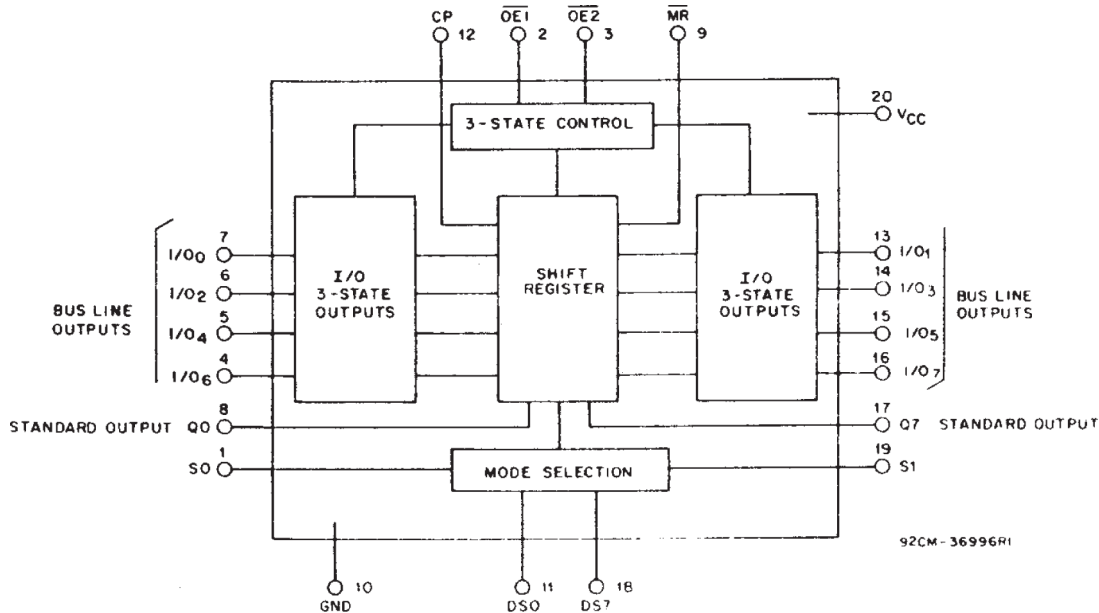 CP OE1 OE2 MR
12 2 3 9
20
VCC
3-STATE CONTROL
7 13
I/O0 I/O1
6 14
I/O2 I/O3
5 15
I/O4 I/O5
4 16
I/O6 I/O7
BUS LINE
OUTPUTS
I/O
3-STATE
OUTPUTS
SHIFT
REGISTER
I/O
3-STATE
OUTPUTS
BUS LINE
OUTPUTS
8 17
STANDARD OUTPUT Q0 Q7 STANDARD OUTPUT
1 19
S0 S1
MODE SELECTION
92CM-36996R1
10 11 18
GND DS0 DS7